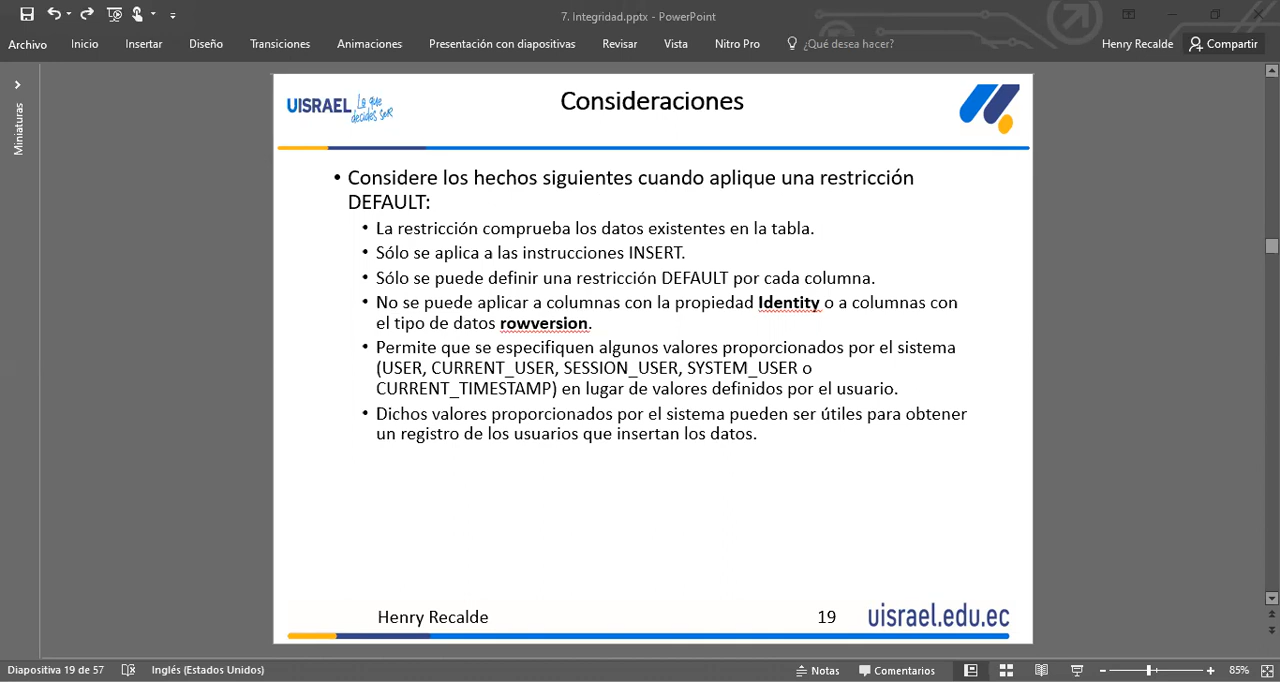 7. Integridad.pptx - PowerPoint
Archivo Inicio Insertar Diseño Transiciones Animaciones Presentación con diapositivas Revisar Vista Nitro Pro ¿Qué desea hacer? Henry Recalde Compartir
Miniaturas
UISRAEL Lo que decides SER
Consideraciones
• Considere los hechos siguientes cuando aplique una restricción
DEFAULT:
• La restricción comprueba los datos existentes en la tabla.
• Sólo se aplica a las instrucciones INSERT.
• Sólo se puede definir una restricción DEFAULT por cada columna.
• No se puede aplicar a columnas con la propiedad Identity o a columnas con
el tipo de datos rowversion.
• Permite que se especifiquen algunos valores proporcionados por el sistema
(USER, CURRENT_USER, SESSION_USER, SYSTEM_USER o
CURRENT_TIMESTAMP) en lugar de valores definidos por el usuario.
• Dichos valores proporcionados por el sistema pueden ser útiles para obtener
un registro de los usuarios que insertan los datos.
Henry Recalde 19 uisrael.edu.ec
Diapositiva 19 de 57 Inglés (Estados Unidos) Notas Comentarios 85%